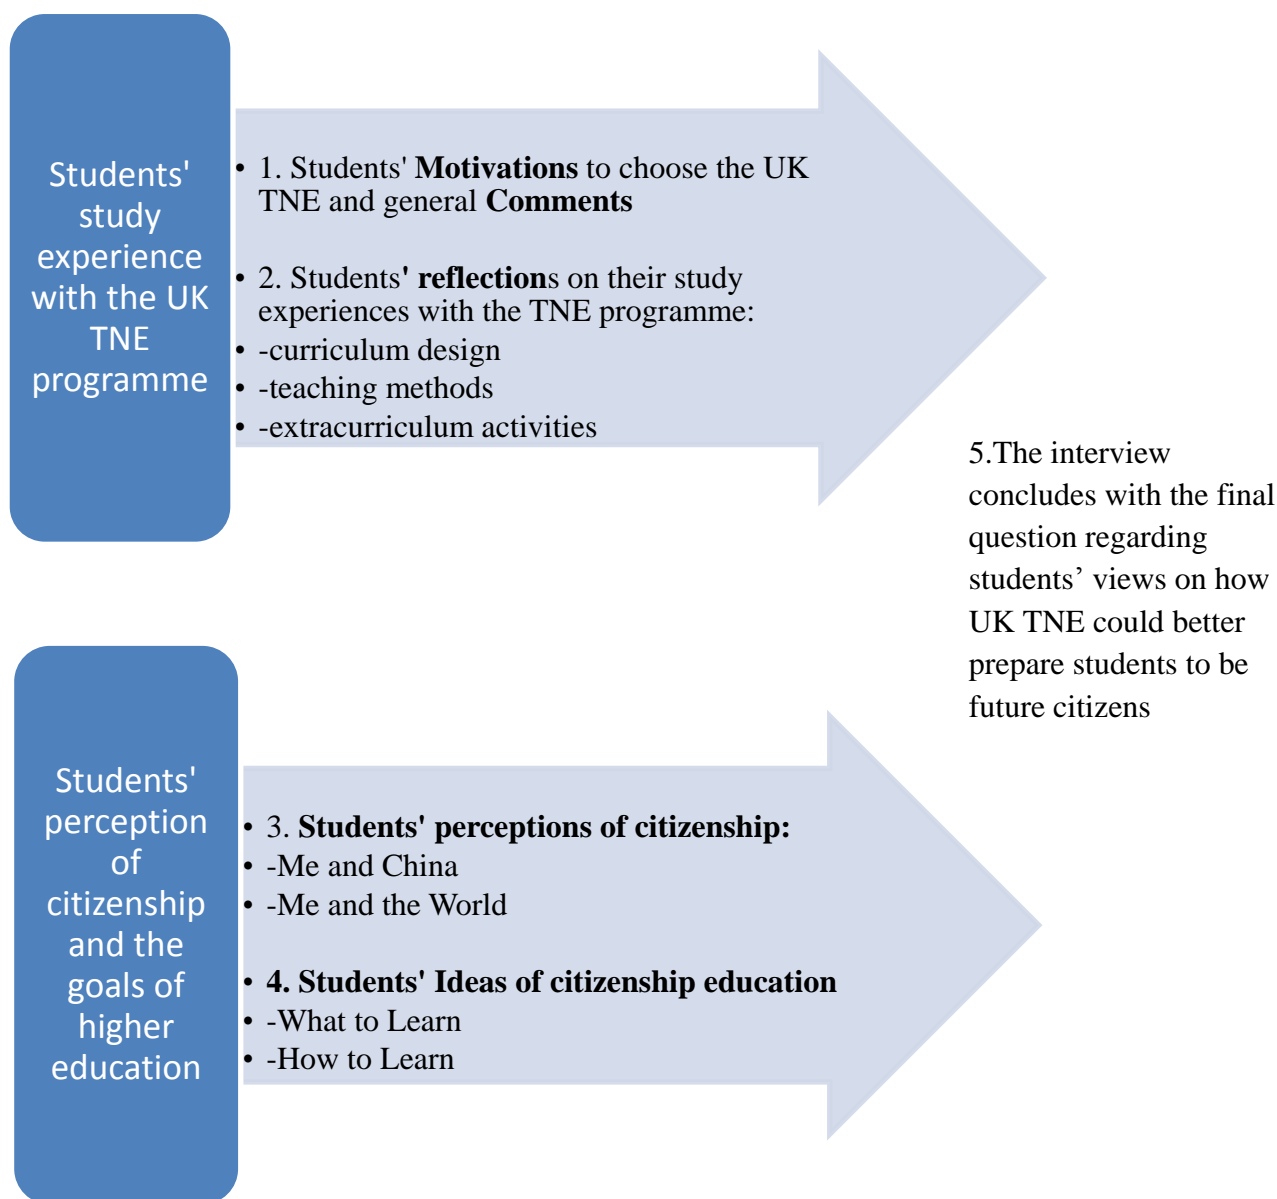 Students'
study
experience
with the UK
TNE
programme
• 1. Students' Motivations to choose the UK
TNE and general Comments
• 2. Students' reflections on their study
experiences with the TNE programme:
• -curriculum design
• -teaching methods
• -extracurriculum activities
Students'
perception
of
citizenship
and the
goals of
higher
education
• 3. Students' perceptions of citizenship:
• -Me and China
• -Me and the World
• 4. Students' Ideas of citizenship education
• -What to Learn
• -How to Learn
5.The interview
concludes with the final
question regarding
students’ views on how
UK TNE could better
prepare students to be
future citizens